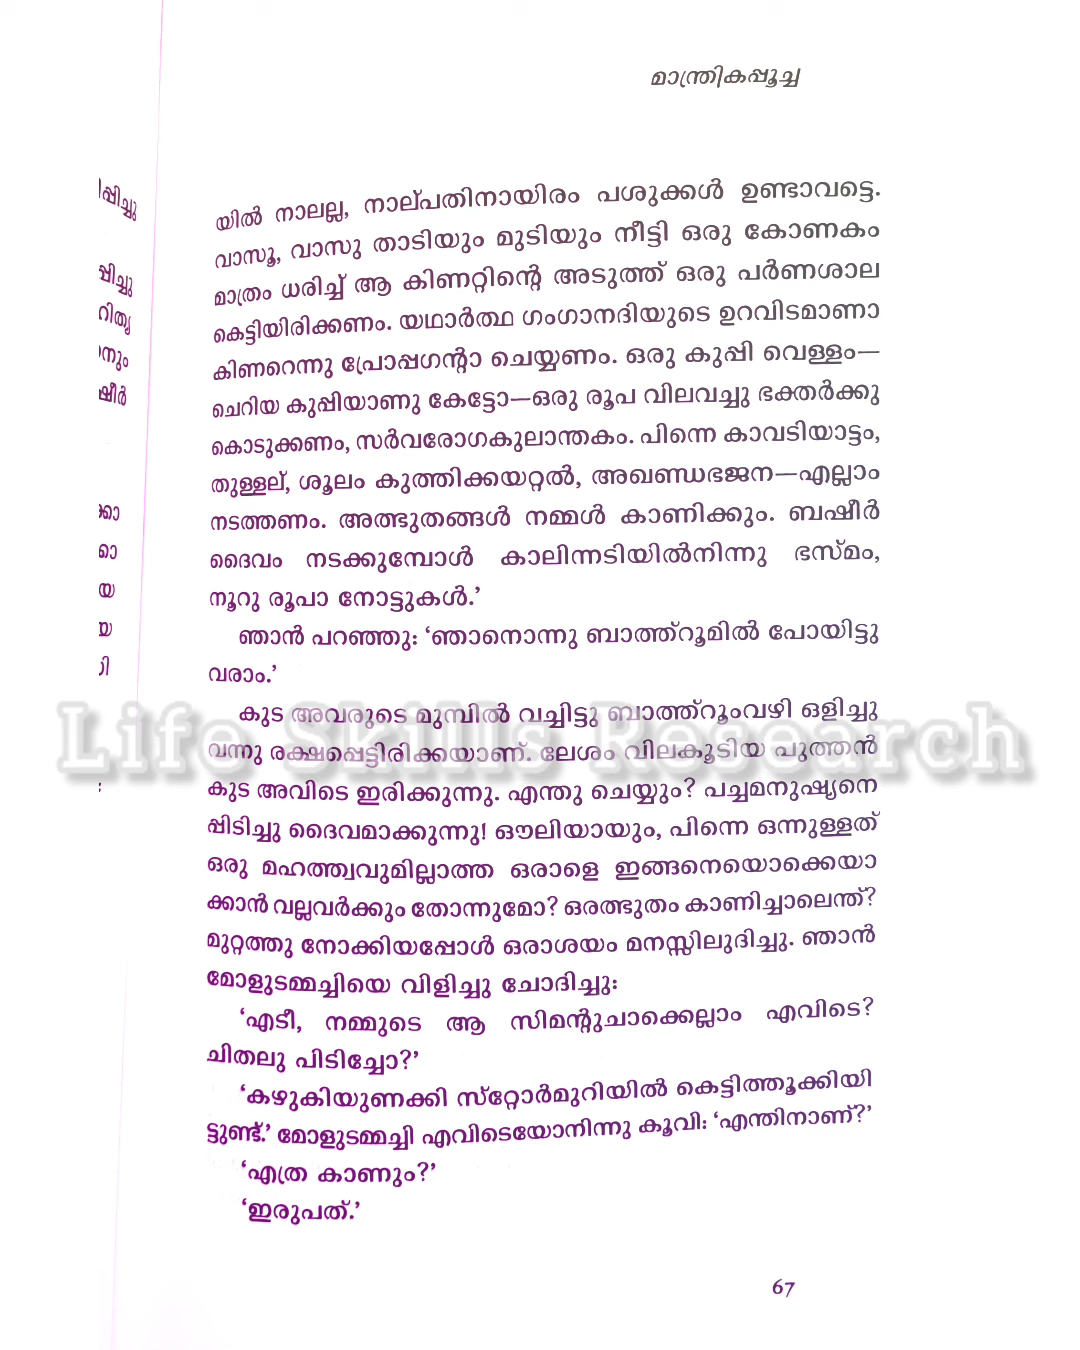 മാന്ത്രികപ്പൂച്ച
യിൽ നാലല്ല, നാല്പതിനായിരം പശുക്കൾ ഉണ്ടാവട്ടെ.
വാസൂ, വാസു താടിയും മുടിയും നീട്ടി ഒരു കോണകം
മാത്രം ധരിച്ച് ആ കിണറ്റിന്റെ അടുത്ത് ഒരു പർണശാല
കെട്ടിയിരിക്കണം. യഥാർത്ഥ ഗംഗാനദിയുടെ ഉറവിടമാണാ
കിണറെന്നു പ്രോപ്പഗന്റാ ചെയ്യണം. ഒരു കുപ്പി വെള്ളം—
ചെറിയ കുപ്പിയാണു കേട്ടോ—ഒരു രൂപ വിലവച്ചു ഭക്തർക്കു
കൊടുക്കണം, സർവരോഗകുലാന്തകം. പിന്നെ കാവടിയാട്ടം,
തുള്ളല്, ശൂലം കുത്തിക്കയറ്റൽ, അഖണ്ഡഭജന—എല്ലാം
നടത്തണം. അത്ഭുതങ്ങൾ നമ്മൾ കാണിക്കും. ബഷീർ
ദൈവം നടക്കുമ്പോൾ കാലിന്നടിയിൽനിന്നു ഭസ്മം,
നൂറു രൂപാ നോട്ടുകൾ.’
ഞാൻ പറഞ്ഞു: ‘ഞാനൊന്നു ബാത്ത്റൂമിൽ പോയിട്ടു
വരാം.’
കുട അവരുടെ മുമ്പിൽ വച്ചിട്ടു ബാത്ത്റൂംവഴി ഒളിച്ചു
വന്നു രക്ഷപ്പെട്ടിരിക്കയാണ്. ലേശം വിലകൂടിയ പുത്തൻ
കുട അവിടെ ഇരിക്കുന്നു. എന്തു ചെയ്യും? പച്ചമനുഷ്യനെ
പ്പിടിച്ചു ദൈവമാക്കുന്നു! ഔലിയായും, പിന്നെ ഒന്നുള്ളത്
ഒരു മഹത്ത്വവുമില്ലാത്ത ഒരാളെ ഇങ്ങനെയൊക്കെയാ
ക്കാൻ വല്ലവർക്കും തോന്നുമോ? ഒരത്ഭുതം കാണിച്ചാലെന്ത്?
മുറ്റത്തു നോക്കിയപ്പോൾ ഒരാശയം മനസ്സിലുദിച്ചു. ഞാൻ
മോളുടമ്മച്ചിയെ വിളിച്ചു ചോദിച്ചു:
‘എടീ, നമ്മുടെ ആ സിമന്റുചാക്കെല്ലാം എവിടെ?
ചിതലു പിടിച്ചോ?’
‘കഴുകിയുണക്കി സ്റ്റോർമുറിയിൽ കെട്ടിത്തൂക്കിയി
ട്ടുണ്ട്.’ മോളുടമ്മച്ചി എവിടെയോനിന്നു കൂവി: ‘എന്തിനാണ്?’
‘എത്ര കാണും?’
‘ഇരുപത്.’
67
Life Skills Research